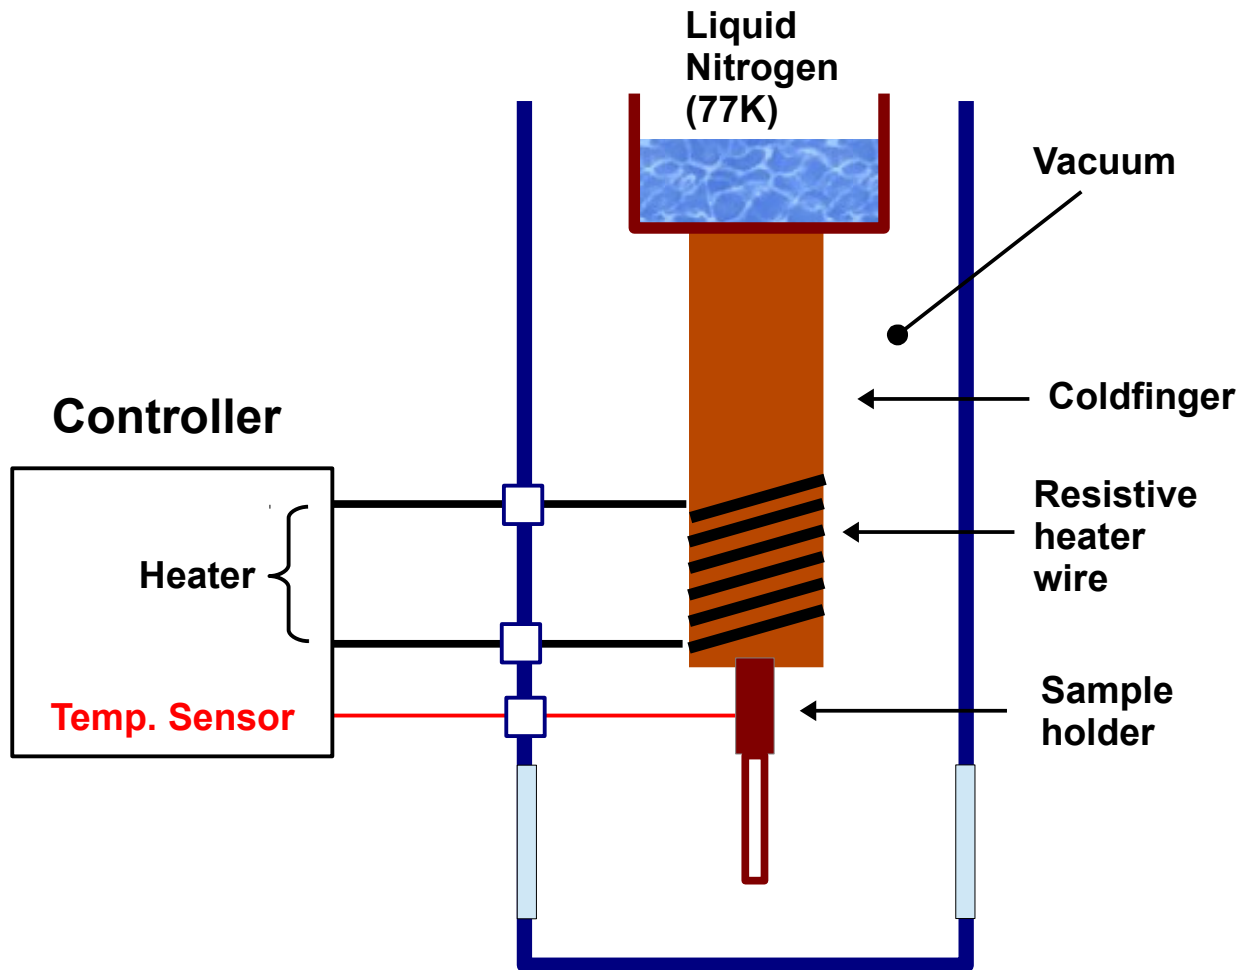 Liquid
Nitrogen
(77K)
Vacuum
Coldfinger
Controller
Resistive
heater
wire
Heater
Sample
holder
Temp. Sensor